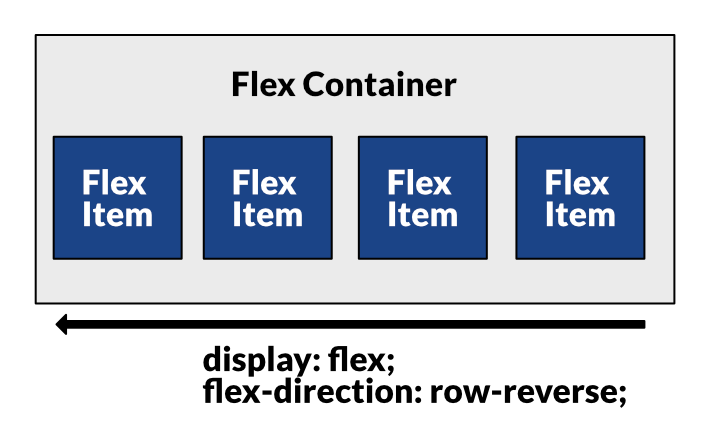 Flex Container
Flex
Item
Flex
Item
Flex
Item
Flex
Item
display: flex;
flex-direction: row-reverse;